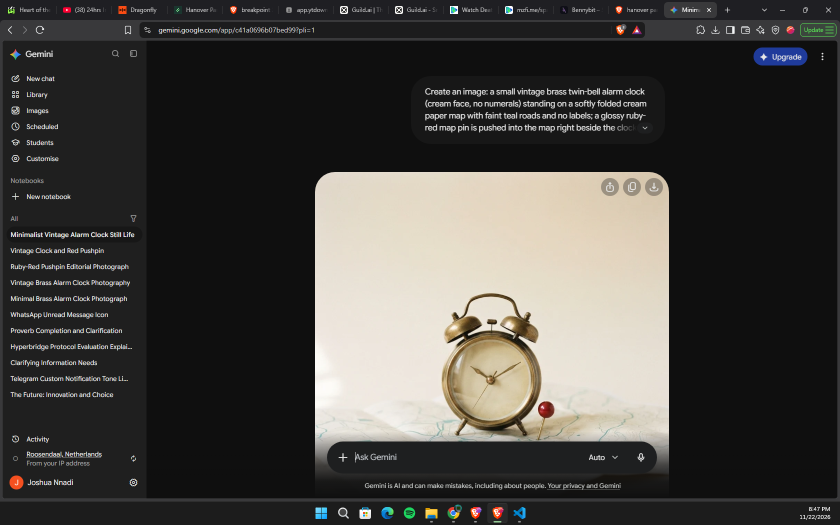 Heart of the
(38) 24hrs
Dragonfly
Hanover Pa
breakpoint
app.ytdown
Guild.ai | Th
Guild.ai - S
Watch Deat
mzfi.me/sp
Bennybit -
hanover pa
Minim
gemini.google.com/app/c41a0696b07bed99?pli=1
Update
Gemini
Upgrade
New chat
Library
Images
Scheduled
Students
Customise
Notebooks
New notebook
All
Minimalist Vintage Alarm Clock Still Life
Vintage Clock and Red Pushpin
Ruby-Red Pushpin Editorial Photograph
Vintage Brass Alarm Clock Photography
Minimal Brass Alarm Clock Photograph
WhatsApp Unread Message Icon
Proverb Completion and Clarification
Hyperbridge Protocol Evaluation Explai...
Clarifying Information Needs
Telegram Custom Notification Tone Li...
The Future: Innovation and Choice
Activity
Roosendaal, Netherlands
From your IP address
J
Joshua Nnadi
Create an image: a small vintage brass twin-bell alarm clock
(cream face, no numerals) standing on a softly folded cream
paper map with faint teal roads and no labels; a glossy ruby-
red map pin is pushed into the map right beside the clock
Ask Gemini
Auto
Gemini is AI and can make mistakes, including about people. Your privacy and Gemini
8:47 PM
11/22/2026